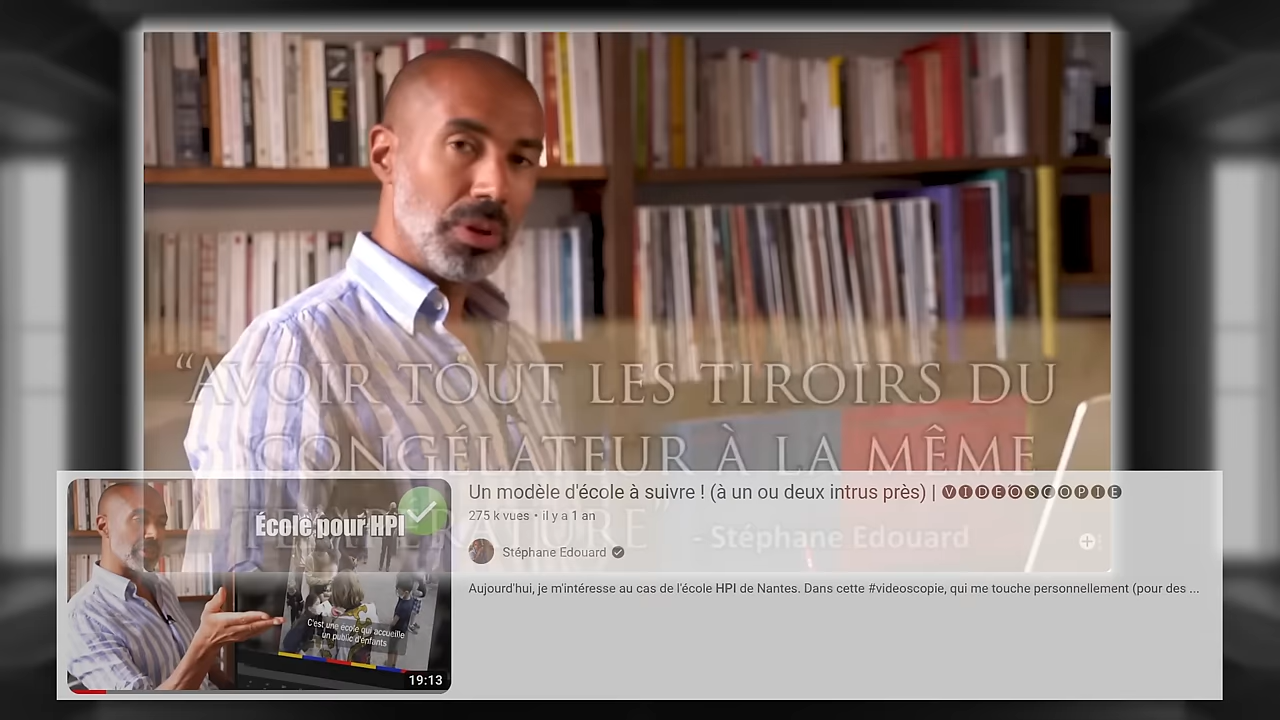 “AVOIR TOUT LES TIROIRS DU
CONGÉLATEUR À LA MÊME
TEMPÉRATURE”
- Stéphane Edouard
École pour HPI
C'est une école qui accueille
un public d'enfants
19:13
Un modèle d'école à suivre ! (à un ou deux intrus près) | 🅥🅘🅓🅔́🅞🅢🅒🅞🅟🅘🅔
275 k vues • il y a 1 an
Stéphane Edouard
Aujourd'hui, je m'intéresse au cas de l'école HPI de Nantes. Dans cette #videoscopie, qui me touche personnellement (pour des ...